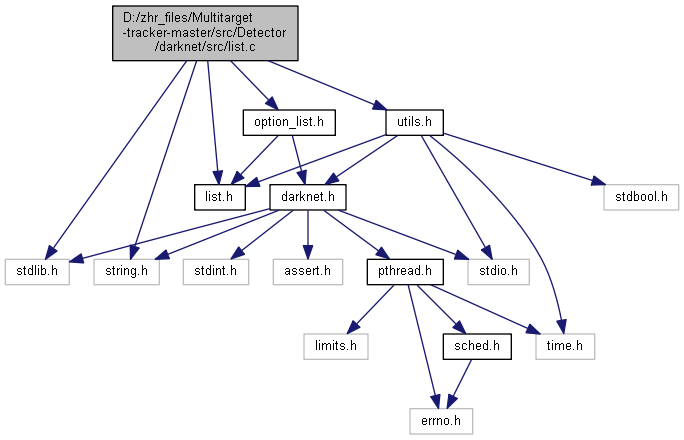 D:/zhr_files/Multitarget
-tracker-master/src/Detector
/darknet/src/list.c
option_list.h
utils.h
list.h
darknet.h
stdbool.h
stdlib.h
string.h
stdint.h
assert.h
pthread.h
stdio.h
limits.h
sched.h
time.h
errno.h